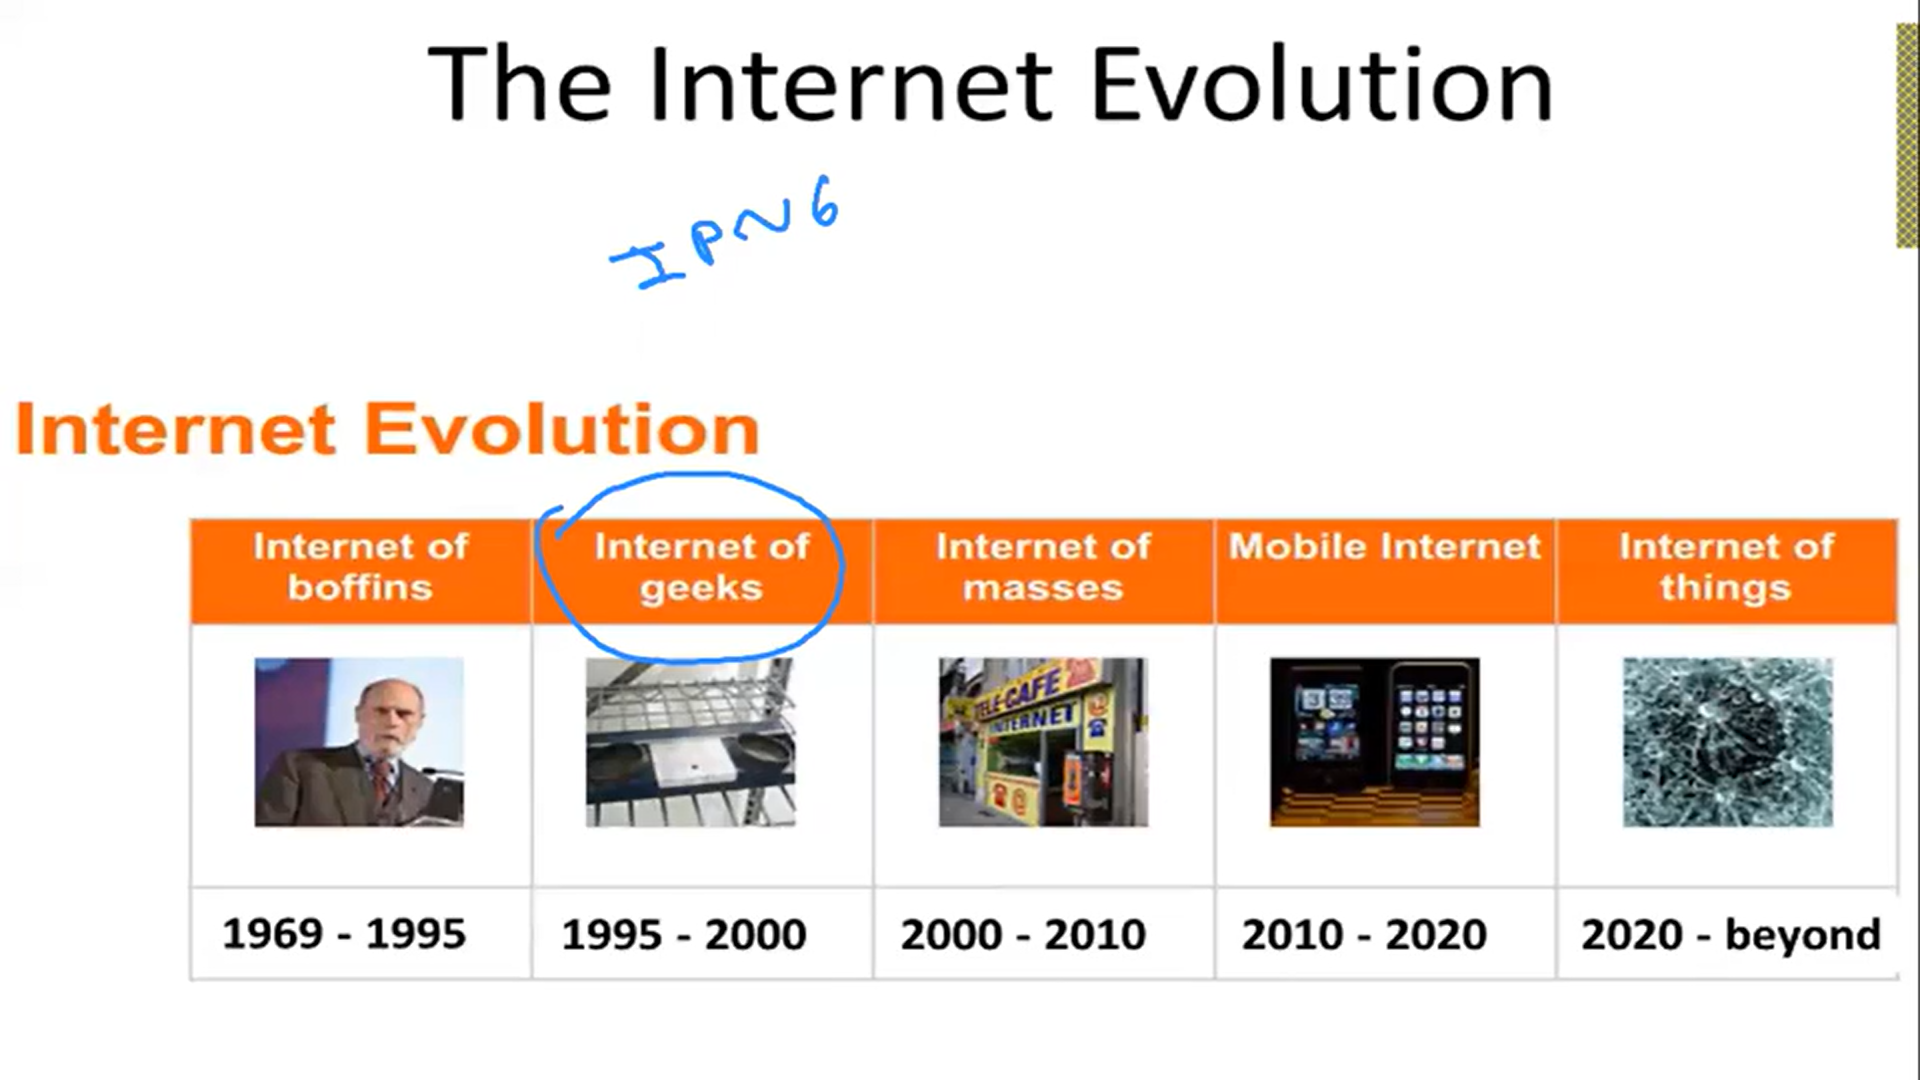 The Internet Evolution
IPV6
Internet Evolution
Internet of boffins
Internet of geeks
Internet of masses
Mobile Internet
Internet of things
TELE-CAFE
INTERNET
1969 - 1995
1995 - 2000
2000 - 2010
2010 - 2020
2020 - beyond